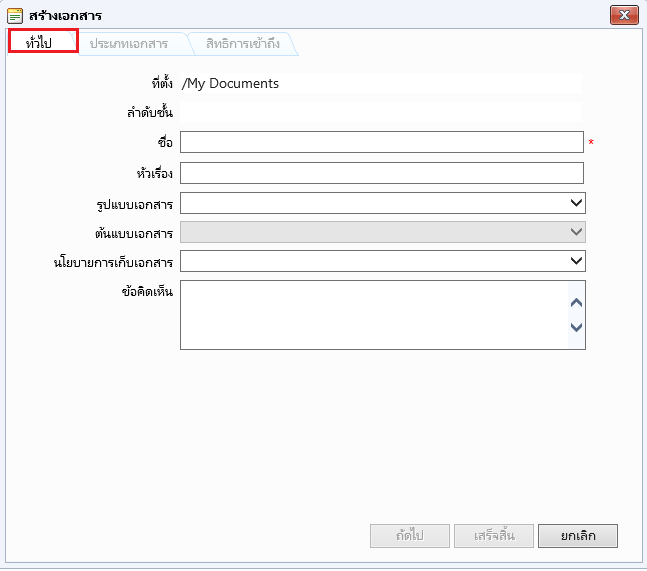 สร้างเอกสาร
ทั่วไป ประเภทเอกสาร สิทธิการเข้าถึง
ที่ตั้ง /My Documents
ลำดับชั้น
ชื่อ *
หัวเรื่อง
รูปแบบเอกสาร
ต้นแบบเอกสาร
นโยบายการเก็บเอกสาร
ข้อคิดเห็น
ถัดไป เสร็จสิ้น ยกเลิก